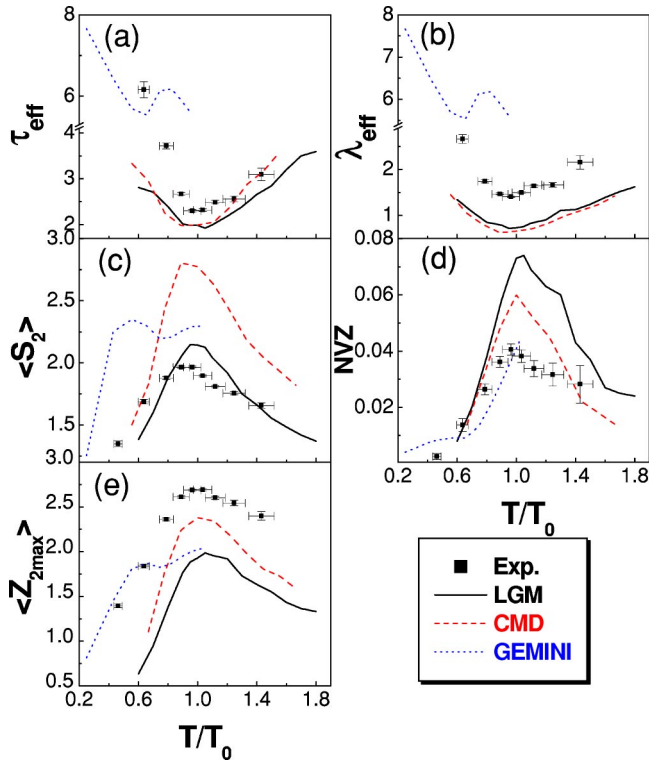 (a)
8
6
4
3
2
3.0
τeff
(b)
8
6
2
1
0.08
λeff
(c)
2.5
2.0
1.5
3.0
<S2>
(d)
0.06
0.04
0.02
NVZ
0.2 0.6 1.0 1.4 1.8
T/T0
(e)
2.5
2.0
1.5
1.0
0.5
<Z2max>
0.2 0.6 1.0 1.4 1.8
T/T0
Exp.
LGM
CMD
GEMINI